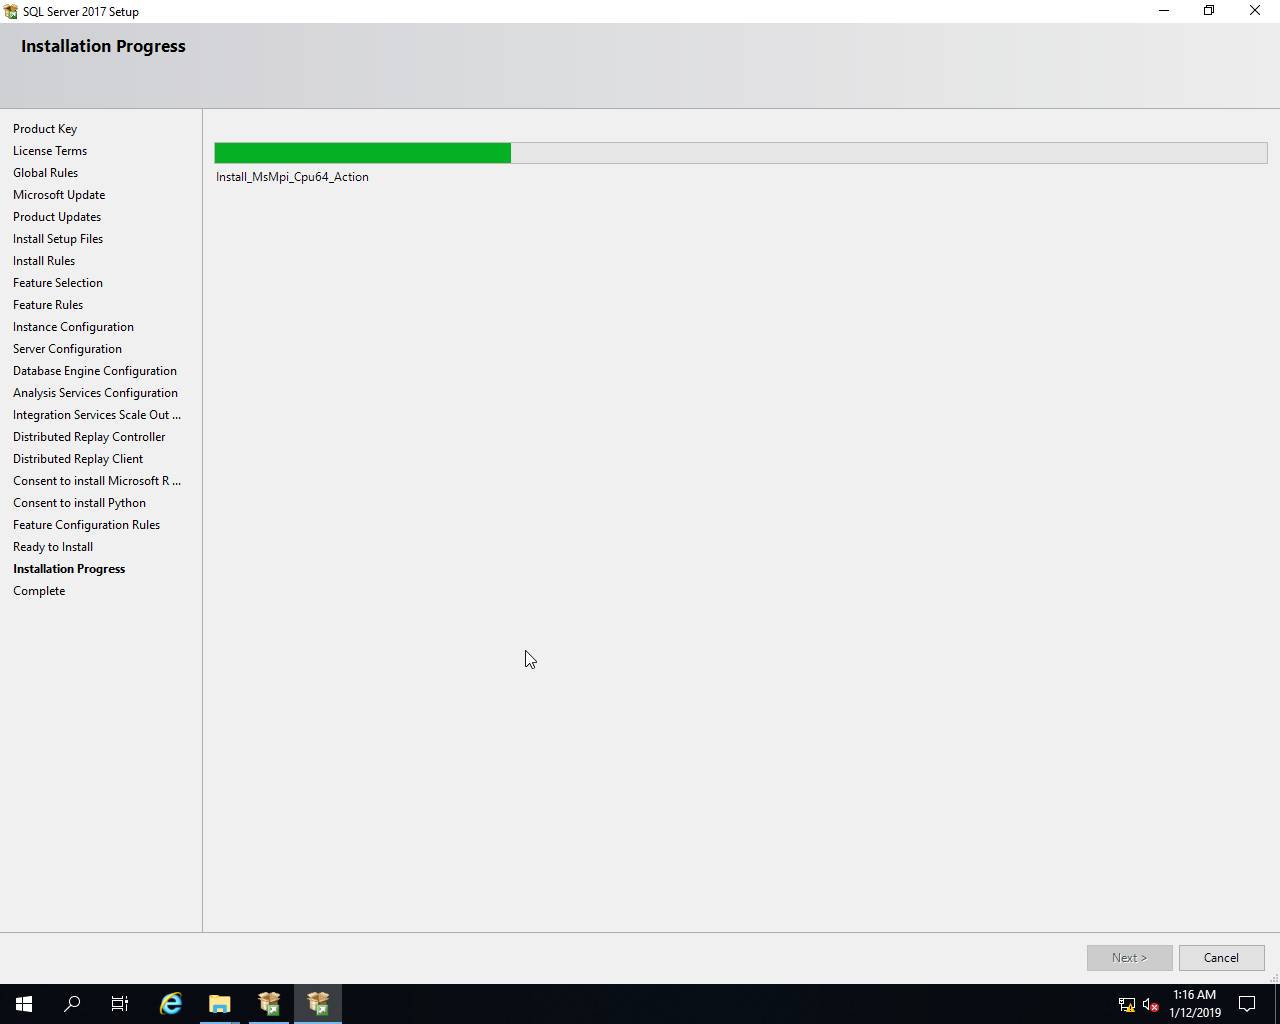 SQL Server 2017 Setup
Installation Progress
Product Key
License Terms
Global Rules
Microsoft Update
Product Updates
Install Setup Files
Install Rules
Feature Selection
Feature Rules
Instance Configuration
Server Configuration
Database Engine Configuration
Analysis Services Configuration
Integration Services Scale Out ...
Distributed Replay Controller
Distributed Replay Client
Consent to install Microsoft R ...
Consent to install Python
Feature Configuration Rules
Ready to Install
Installation Progress
Complete
Install_MsMpi_Cpu64_Action
Next >
Cancel
1:16 AM
1/12/2019